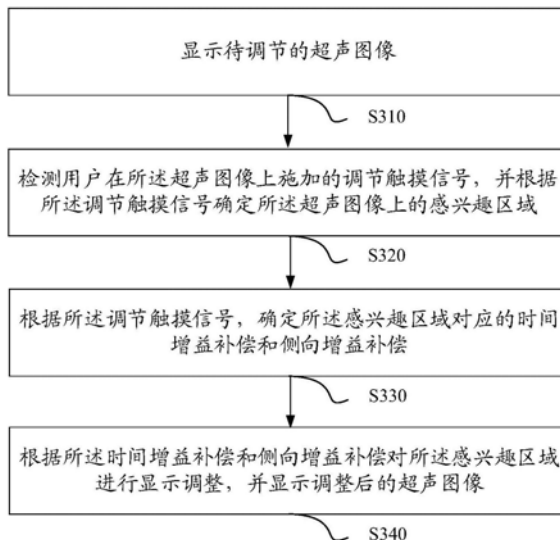 显示待调节的超声图像
S310
检测用户在所述超声图像上施加的调节触摸信号，并根据
所述调节触摸信号确定所述超声图像上的感兴趣区域
S320
根据所述调节触摸信号，确定所述感兴趣区域对应的时间
增益补偿和侧向增益补偿
S330
根据所述时间增益补偿和侧向增益补偿对所述感兴趣区域
进行显示调整，并显示调整后的超声图像
S340